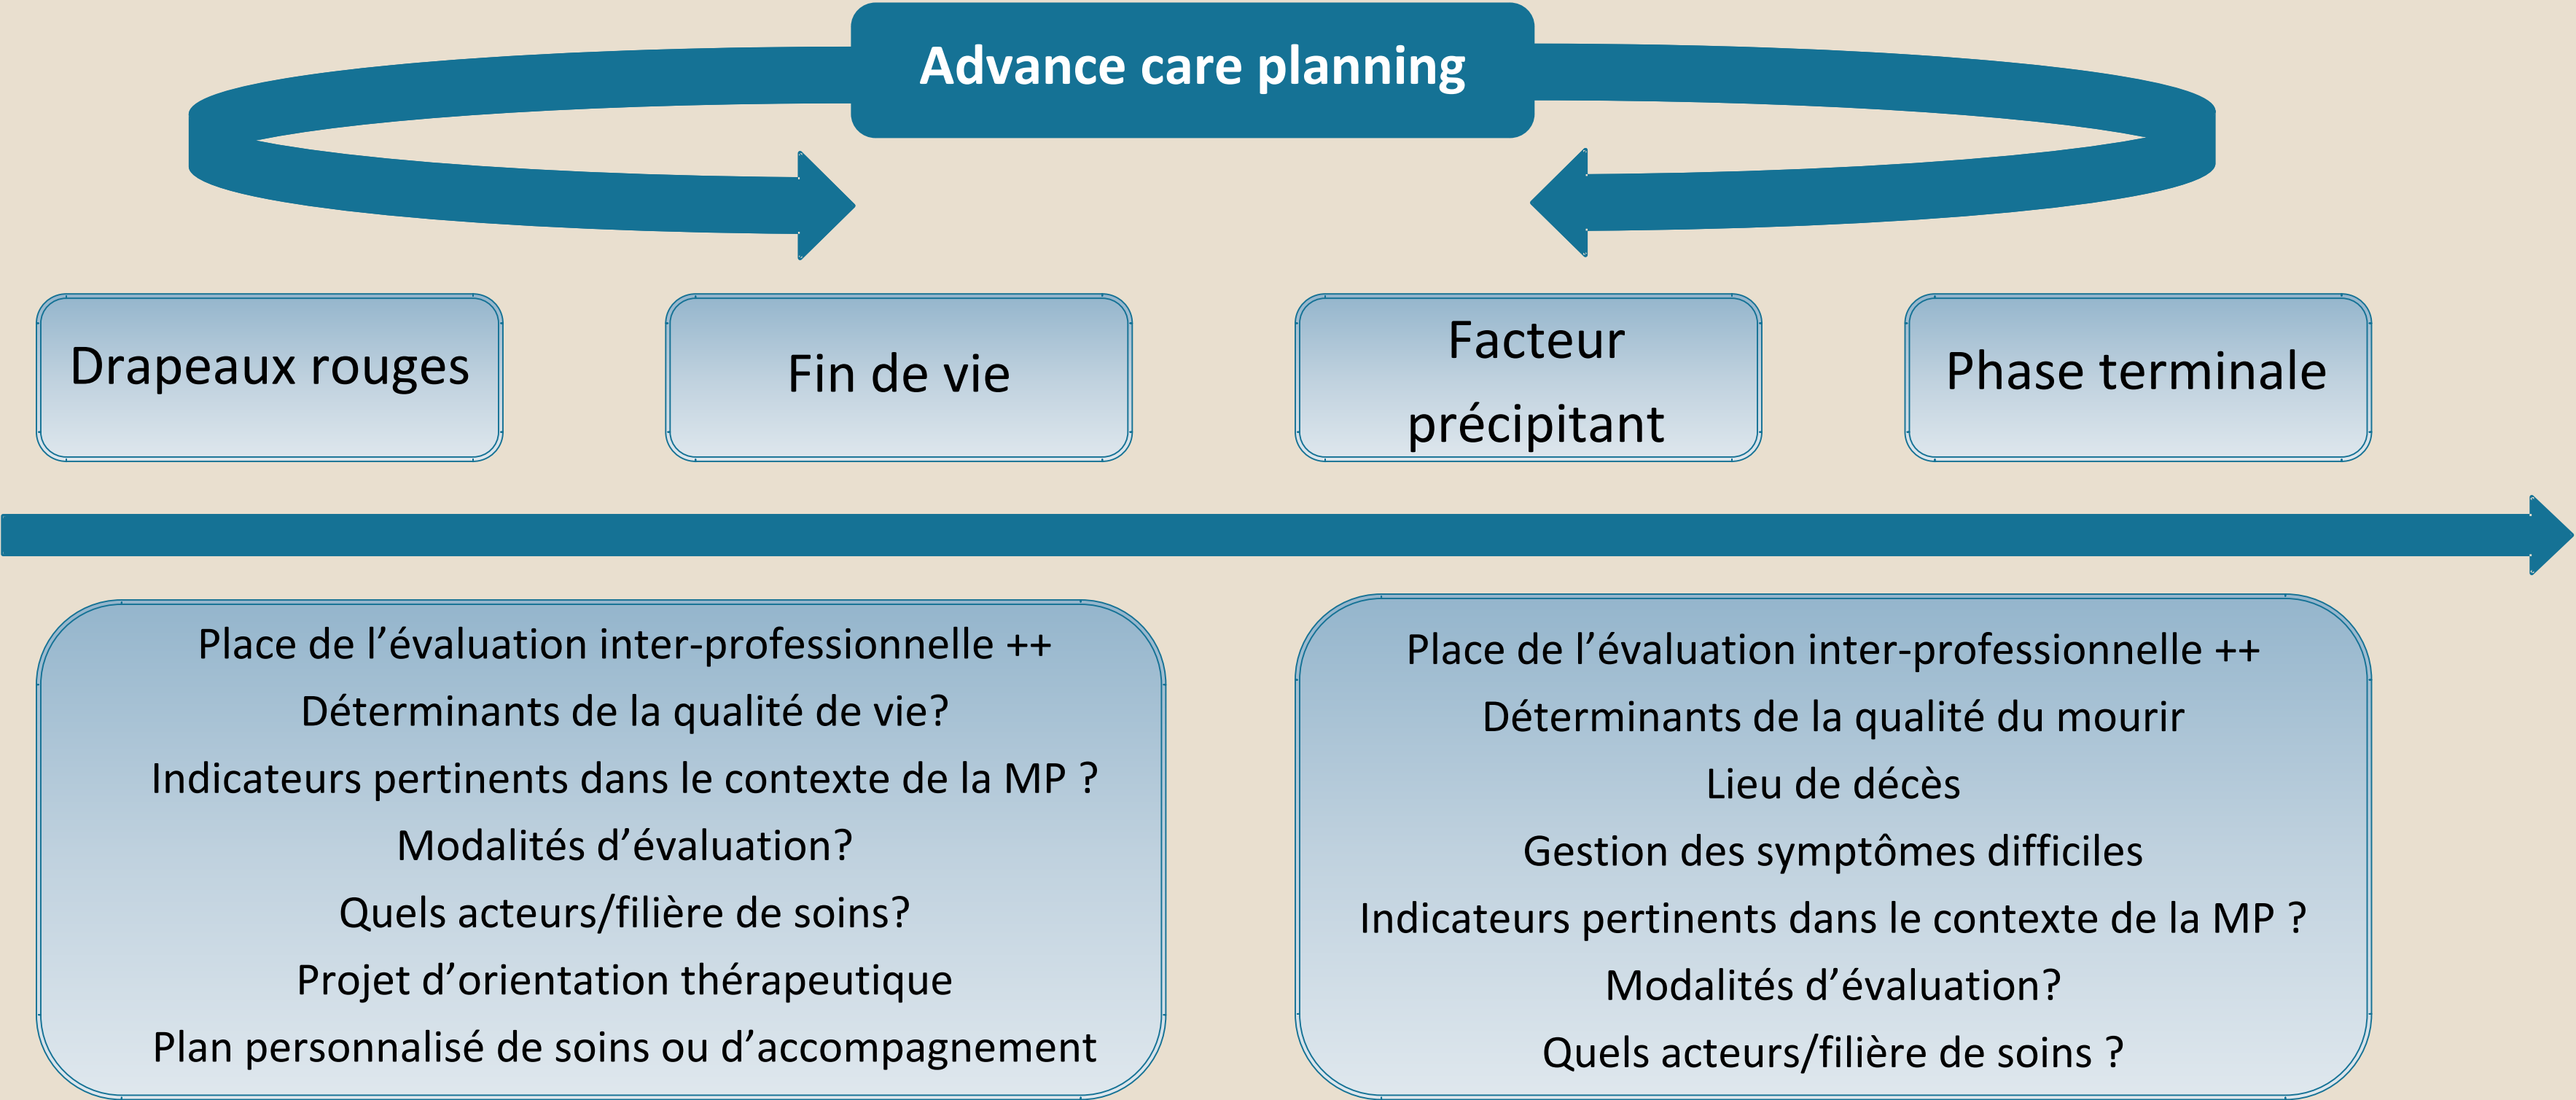 Advance care planning
Drapeaux rouges
Fin de vie
Facteur
précipitant
Phase terminale
Place de l’évaluation inter-professionnelle ++
Déterminants de la qualité de vie?
Indicateurs pertinents dans le contexte de la MP ?
Modalités d’évaluation?
Quels acteurs/filière de soins?
Projet d’orientation thérapeutique
Plan personnalisé de soins ou d’accompagnement
Place de l’évaluation inter-professionnelle ++
Déterminants de la qualité du mourir
Lieu de décès
Gestion des symptômes difficiles
Indicateurs pertinents dans le contexte de la MP ?
Modalités d’évaluation?
Quels acteurs/filière de soins ?